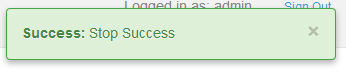 Logged in as: admin Sign Out
Success: Stop Success ×